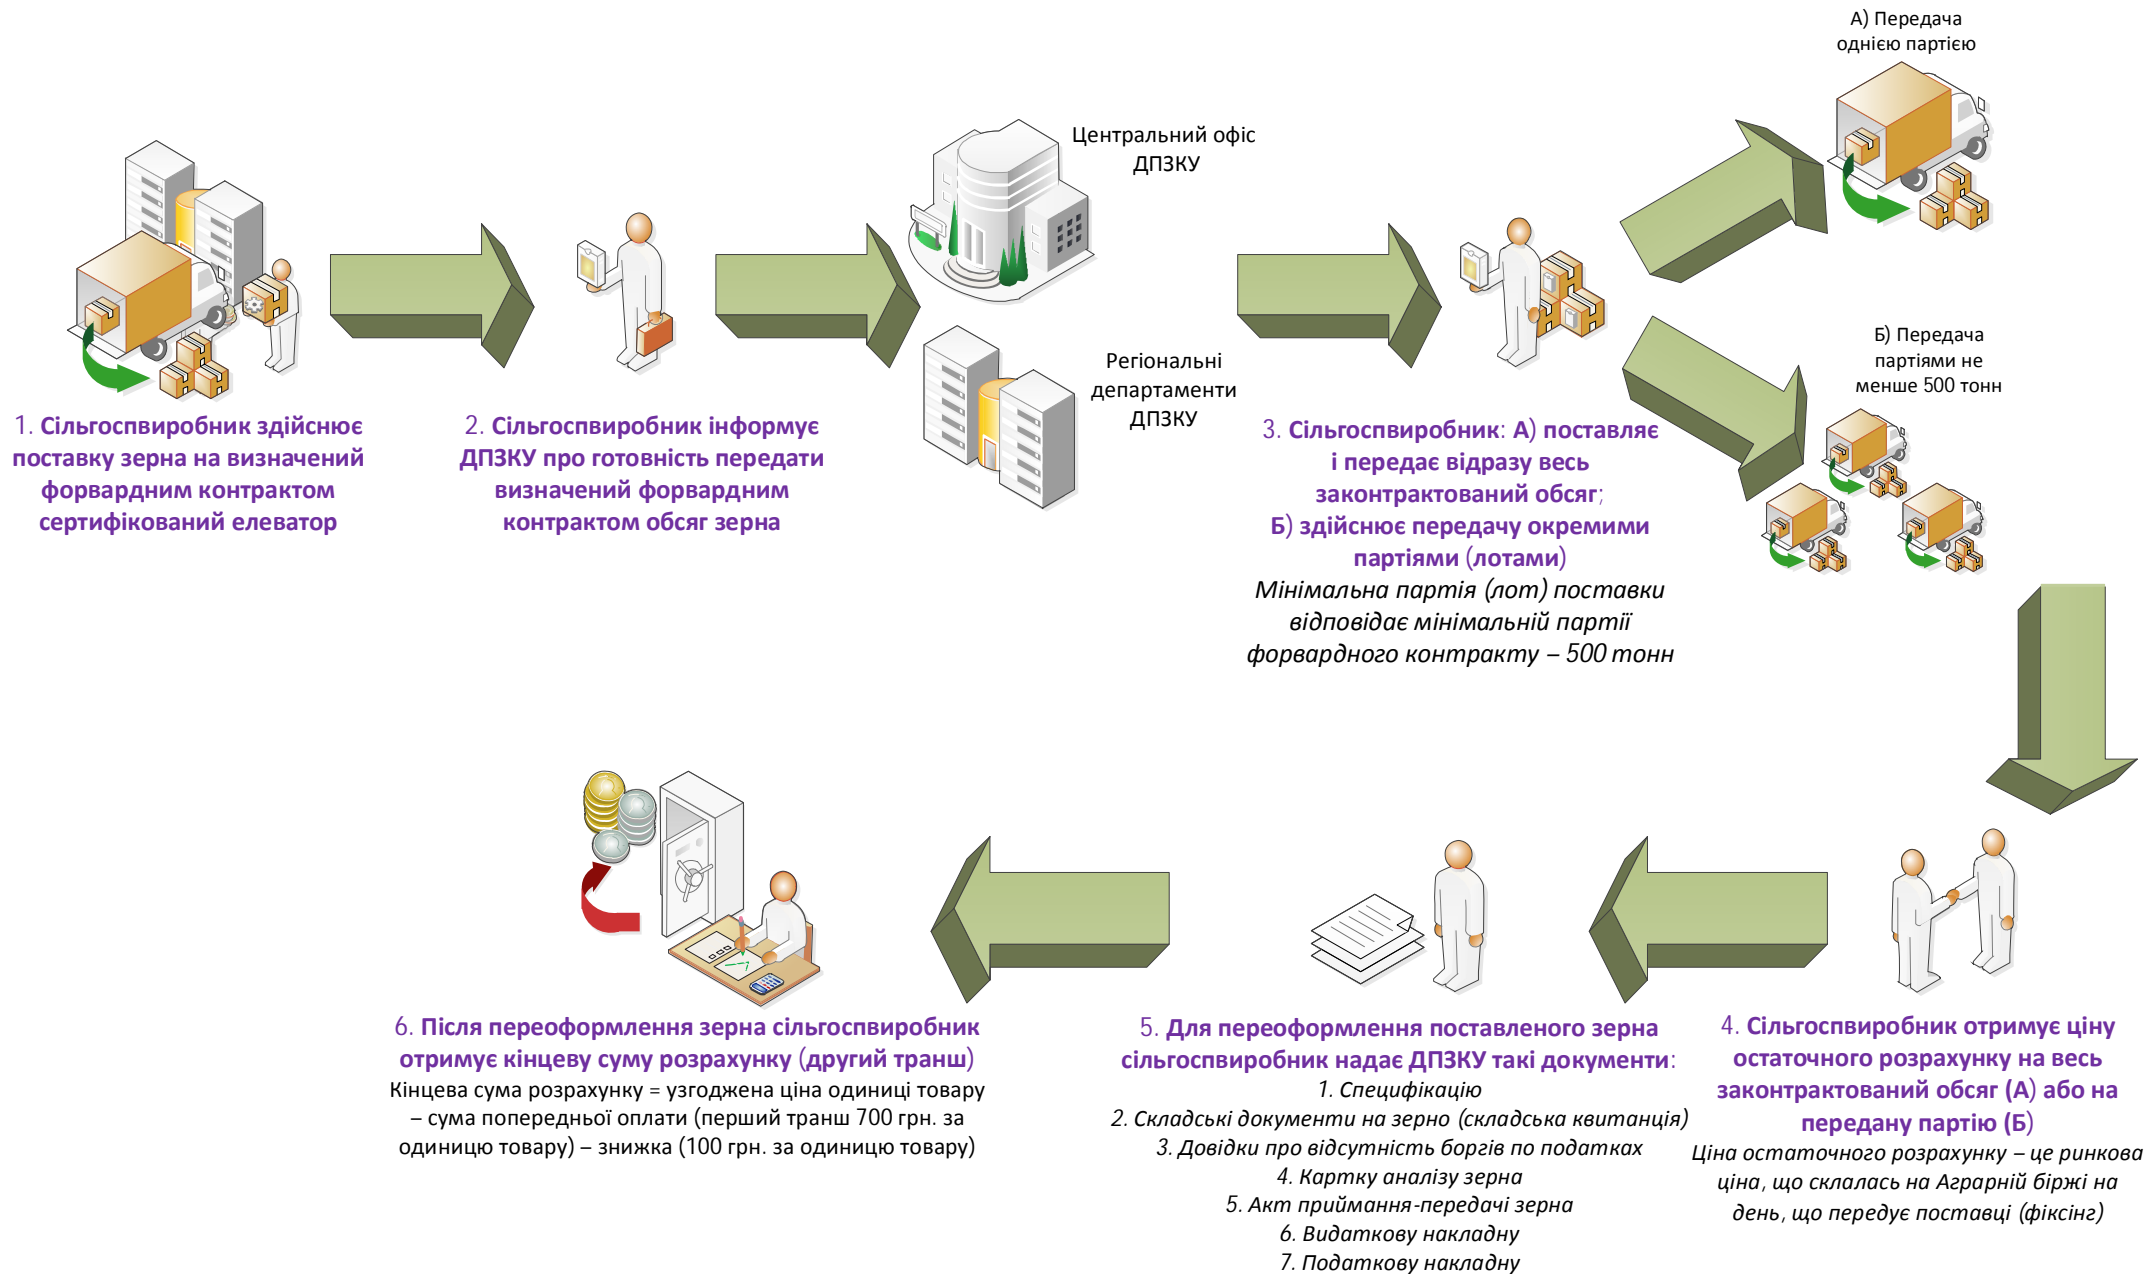 1. Сільгоспвиробник здійснює
поставку зерна на визначений
форвардним контрактом
сертифікований елеватор
2. Сільгоспвиробник інформує
ДПЗКУ про готовність передати
визначений форвардним
контрактом обсяг зерна
Центральний офіс
ДПЗКУ
Регіональні
департаменти
ДПЗКУ
3. Сільгоспвиробник: А) поставляє
і передає відразу весь
законтрактований обсяг;
Б) здійснює передачу окремими
партіями (лотами)
Мінімальна партія (лот) поставки
відповідає мінімальній партії
форвардного контракту – 500 тонн
А) Передача
однією партією
Б) Передача
партіями не
менше 500 тонн
4. Сільгоспвиробник отримує ціну
остаточного розрахунку на весь
законтрактований обсяг (А) або на
передану партію (Б)
Ціна остаточного розрахунку – це ринкова
ціна, що склалась на Аграрній біржі на
день, що передує поставці (фіксінг)
5. Для переоформлення поставленого зерна
сільгоспвиробник надає ДПЗКУ такі документи:
1. Специфікацію
2. Складські документи на зерно (складська квитанція)
3. Довідки про відсутність боргів по податках
4. Картку аналізу зерна
5. Акт приймання-передачі зерна
6. Видаткову накладну
7. Податкову накладну
6. Після переоформлення зерна сільгоспвиробник
отримує кінцеву суму розрахунку (другий транш)
Кінцева сума розрахунку = узгоджена ціна одиниці товару
– сума попередньої оплати (перший транш 700 грн. за
одиницю товару) – знижка (100 грн. за одиницю товару)